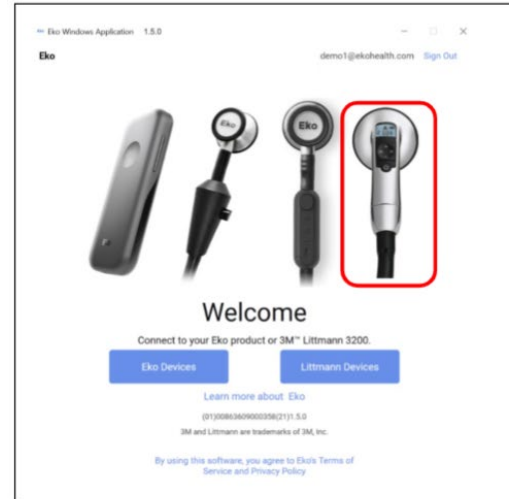 Eko Windows Application 1.5.0
Eko demo1@ekohealth.com Sign Out
Eko Eko
Welcome
Connect to your Eko product or 3M™ Littmann 3200.
Eko Devices Littmann Devices
Learn more about Eko
(01)00863609000358(21)1.5.0
3M and Littmann are trademarks of 3M, Inc.
By using this software, you agree to Eko's Terms of
Service and Privacy Policy